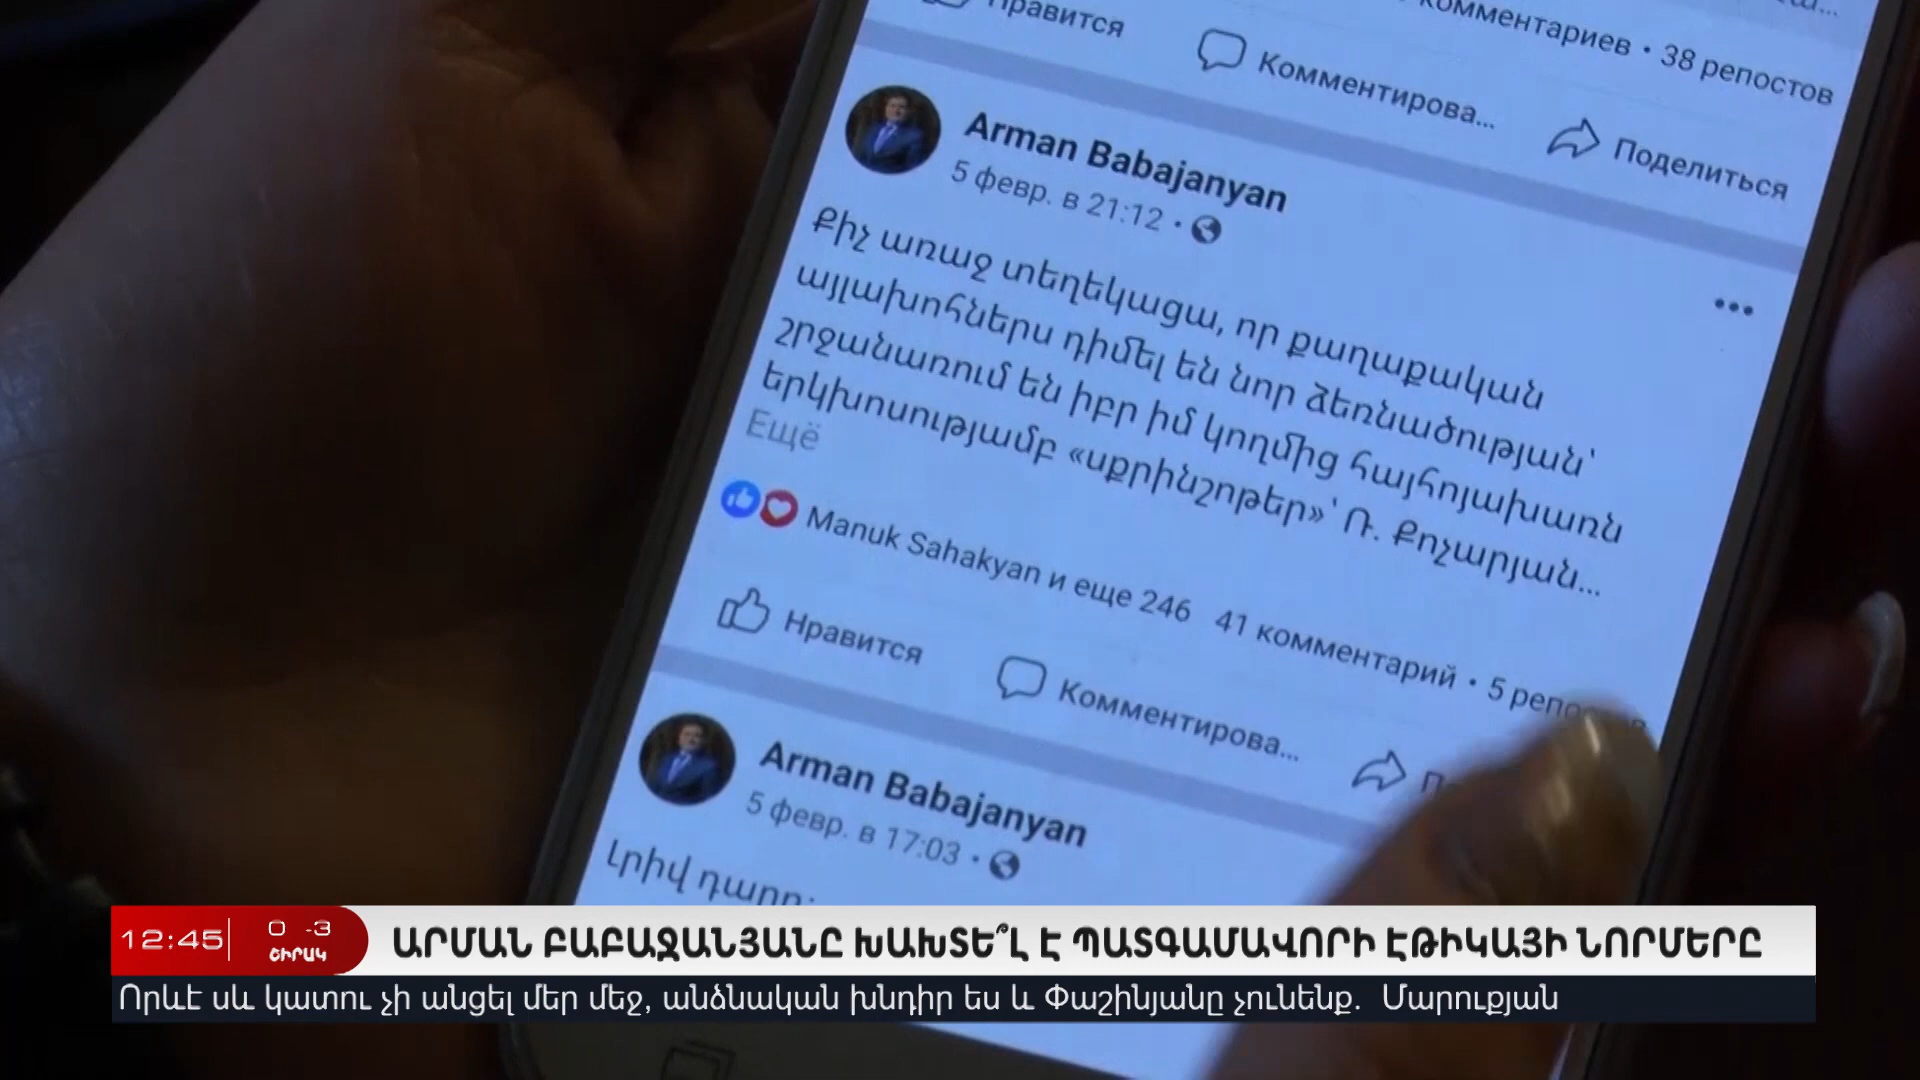 Нравится
комментариев • 38 репостов
Комментирова...
Поделиться
Arman Babajanyan
5 февр. в 21:12 •
Քիչ առաջ տեղեկացա, որ քաղաքական
այլախոհներս դիմել են նոր ձեռնածության՝
շրջանառում են իբր իմ կողմից հայհոյախառն
երկխոսությամբ «սքրինշոթեր»՝ Ռ. Քոչարյան...
Ещё
Manuk Sahakyan и еще 246 41 комментарий • 5 репостов
Нравится
Комментирова...
Arman Babajanyan
5 февр. в 17:03 •
Լրիվ դարդ:
12:45
0 -3
ՇԻՐԱԿ
ԱՐՄԱՆ ԲԱԲԱՋԱՆՅԱՆԸ ԽԱԽՏԵ՞Լ Է ՊԱՏԳԱՄԱՎՈՐԻ ԷԹԻԿԱՅԻ ՆՈՐՄԵՐԸ
Որևէ սև կատու չի անցել մեր մեջ, անձնական խնդիր ես և Փաշինյանը չունենք. Մարուքյան